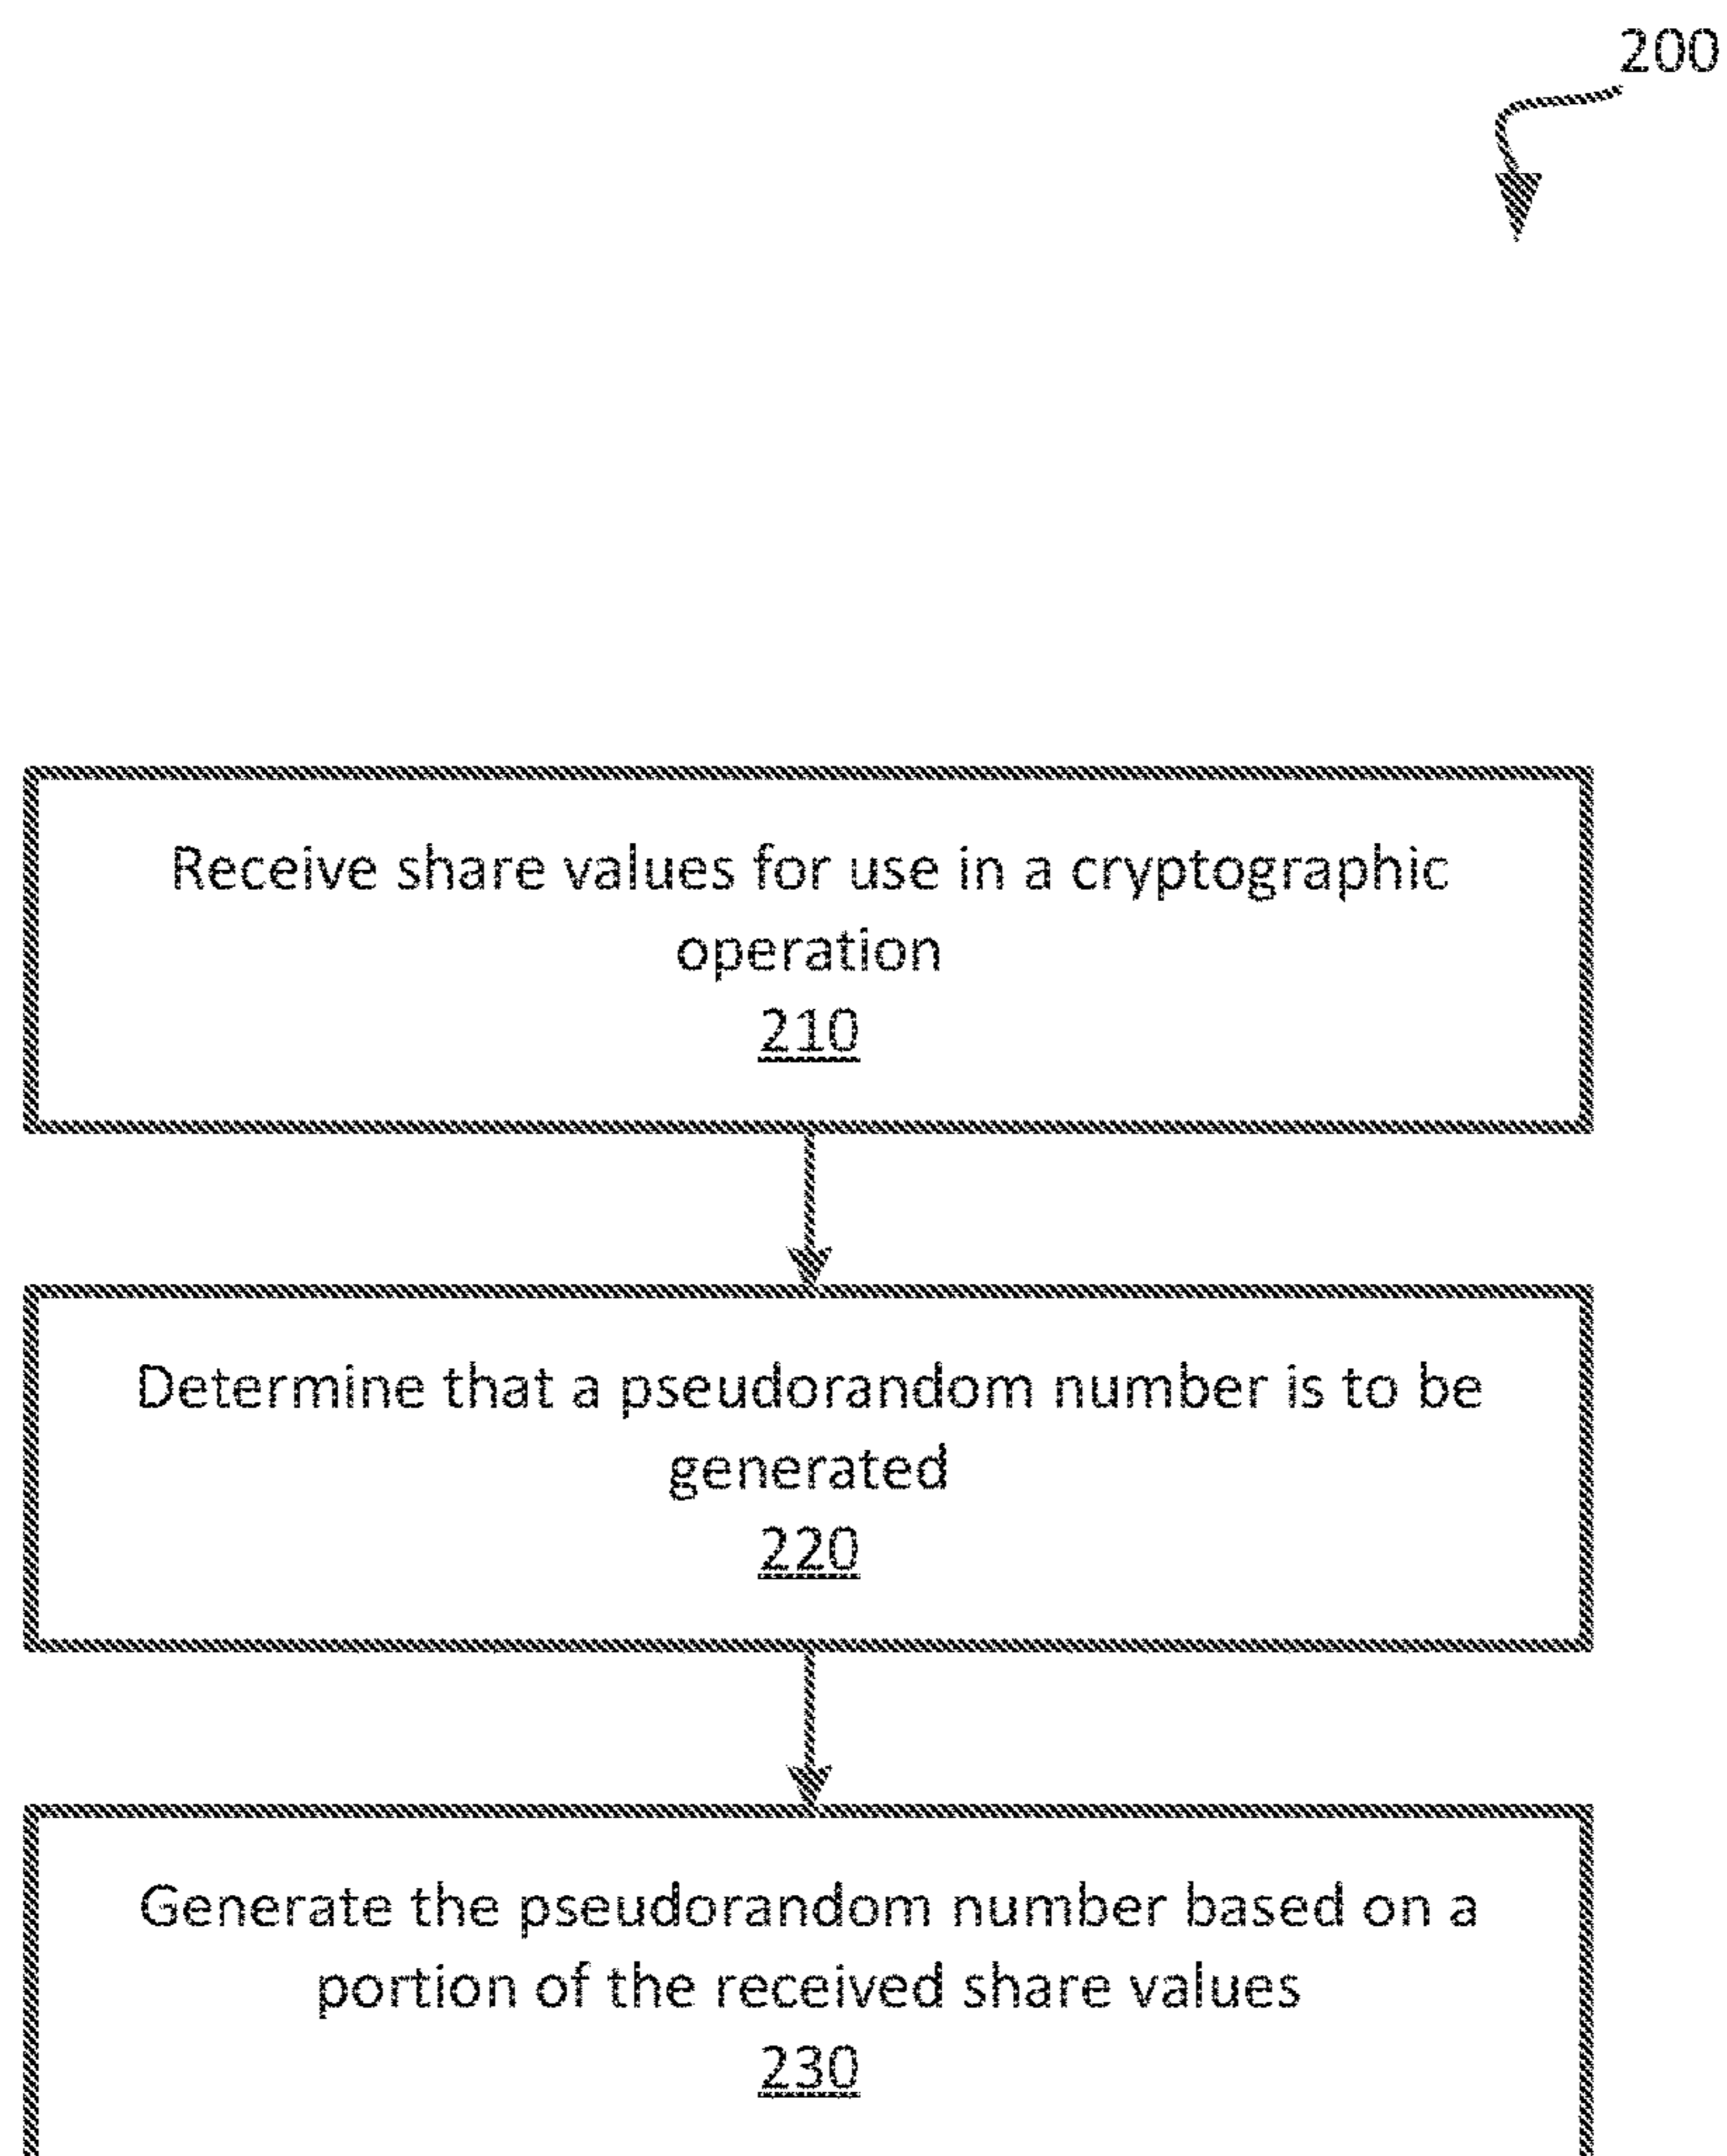 200
Receive share values for use in a cryptographic
operation
210
Determine that a pseudorandom number is to be
generated
220
Generate the pseudorandom number based on a
portion of the received share values
230